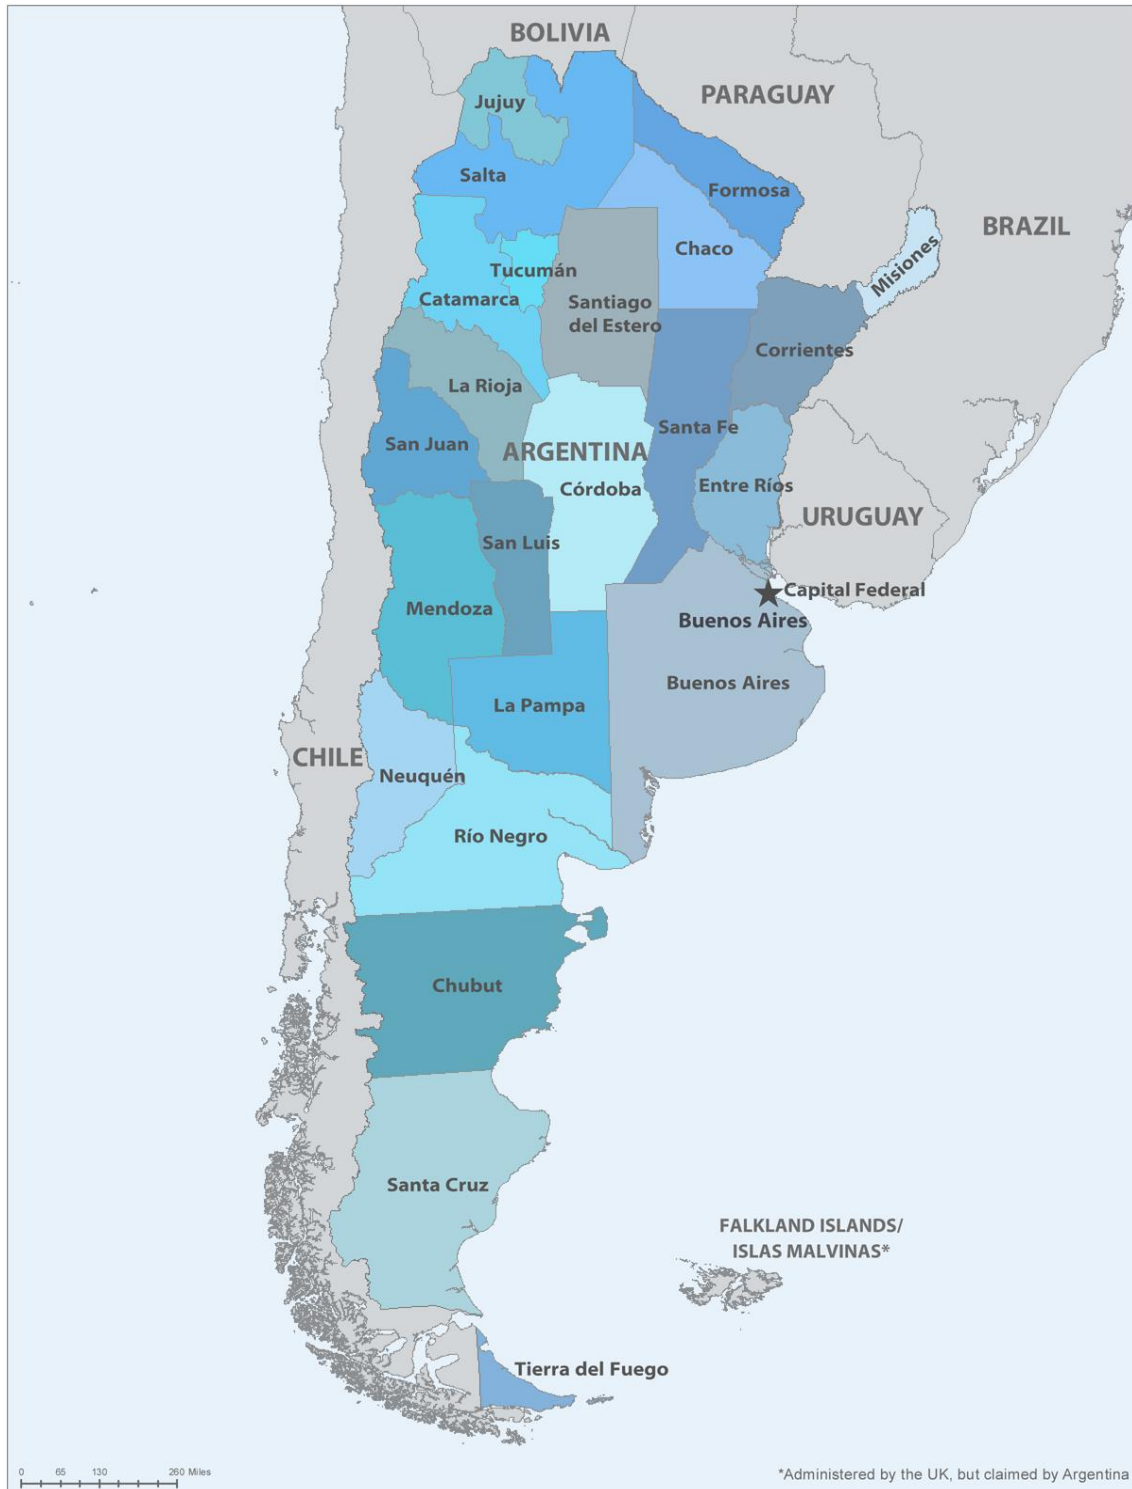 BOLIVIA
PARAGUAY
Jujuy
Salta
Formosa
BRAZIL
Chaco
Misiones
Tucumán
Catamarca
Santiago
del Estero
Corrientes
La Rioja
Santa Fe
San Juan
ARGENTINA
Córdoba
Entre Ríos
URUGUAY
San Luis
Capital Federal
Mendoza
Buenos Aires
Buenos Aires
La Pampa
CHILE
Neuquén
Río Negro
Chubut
Santa Cruz
FALKLAND ISLANDS/
ISLAS MALVINAS*
Tierra del Fuego
0 65 130 260 Miles
*Administered by the UK, but claimed by Argentina